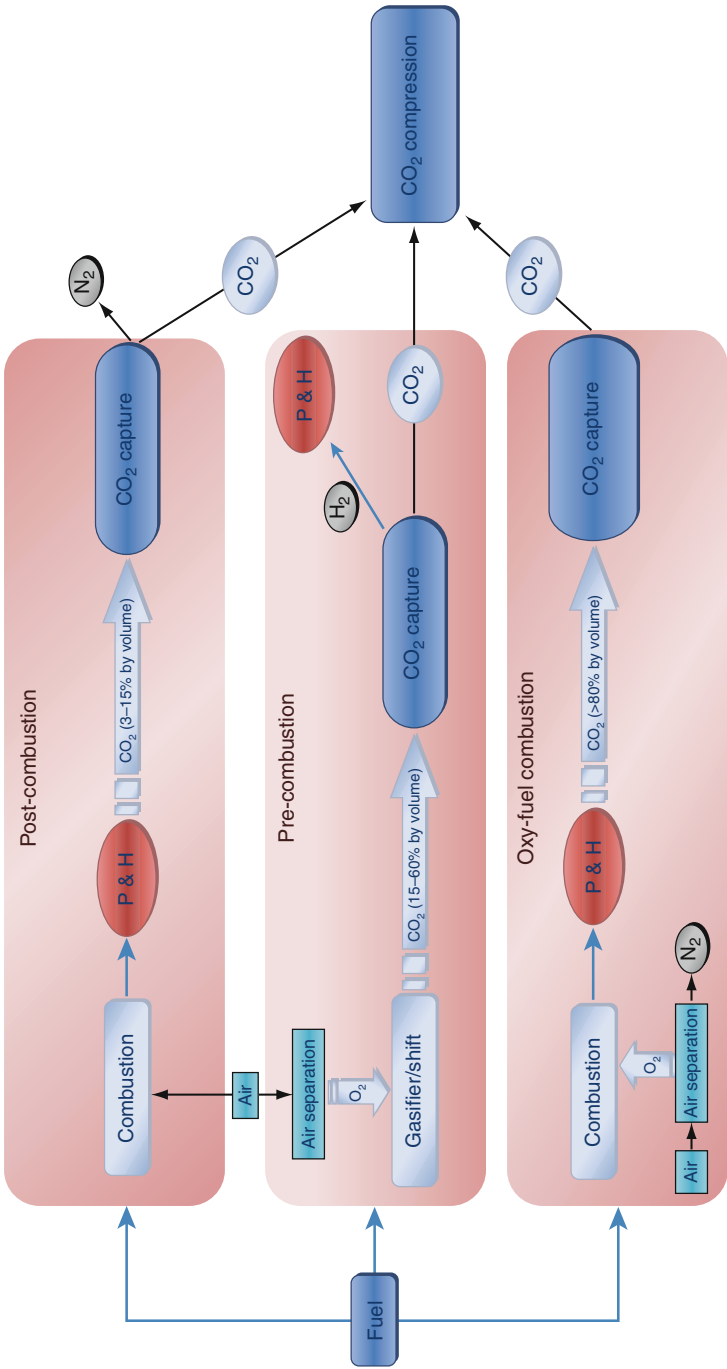 Fuel
Post-combustion
Combustion
P & H
CO₂ (3–15% by volume)
CO₂ capture
N₂
CO₂
Air
Pre-combustion
Air separation
O₂
Gasifier/shift
CO₂ (15–60% by volume)
CO₂ capture
H₂
P & H
CO₂
CO₂ compression
Oxy-fuel combustion
Combustion
O₂
Air
Air separation
N₂
P & H
CO₂ (>80% by volume)
CO₂ capture
CO₂